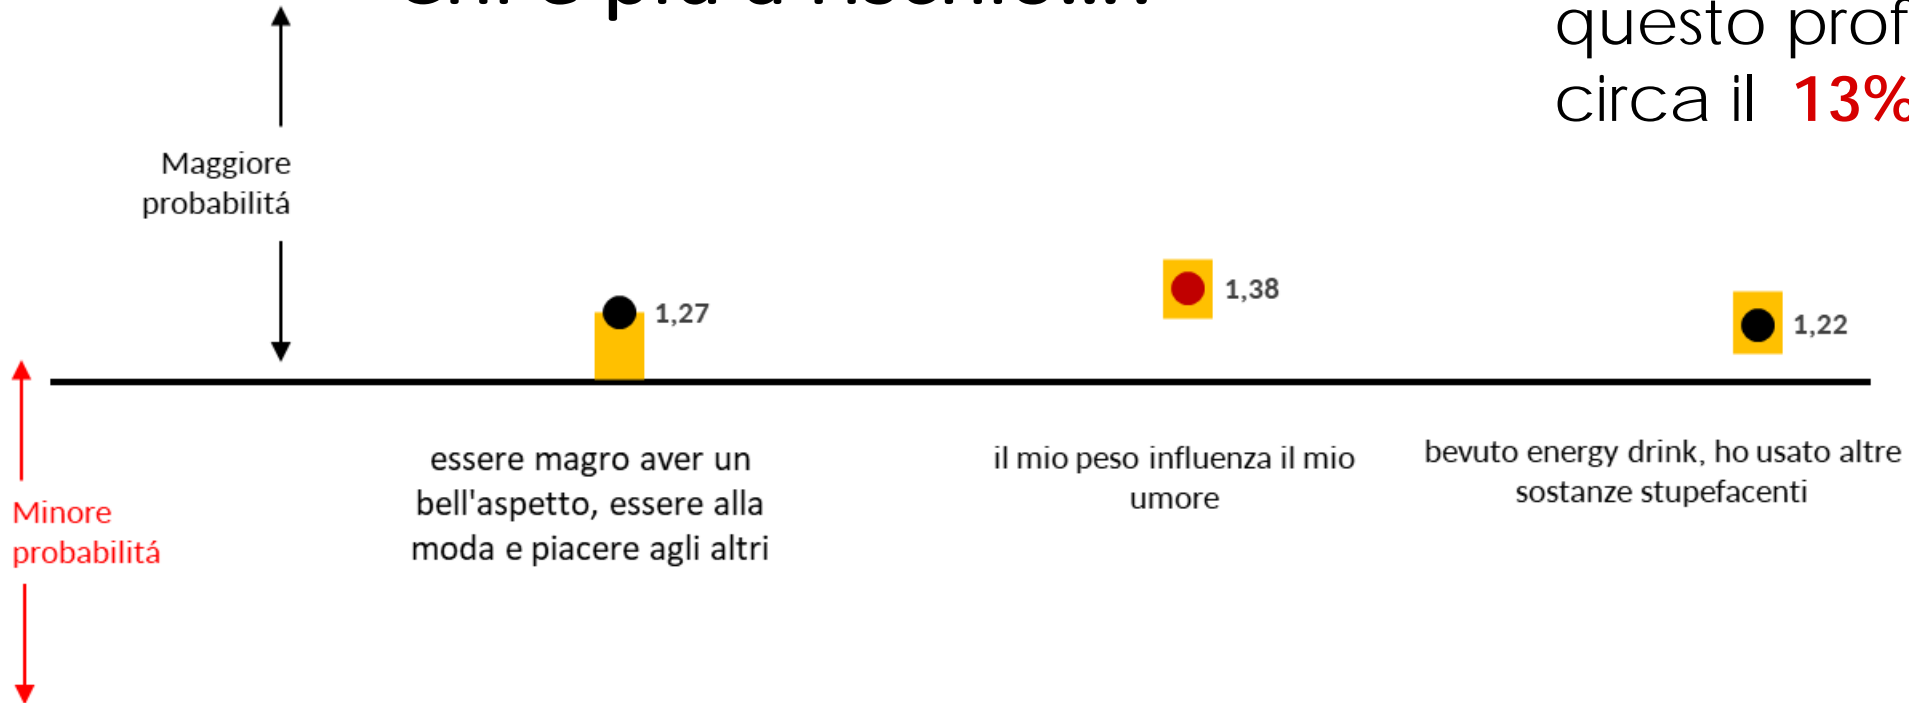 questo prof
circa il 13%
Maggiore
probabilitá
1,27
1,38
1,22
essere magro aver un
bell'aspetto, essere alla
moda e piacere agli altri
il mio peso influenza il mio
umore
bevuto energy drink, ho usato altre
sostanze stupefacenti
Minore
probabilitá